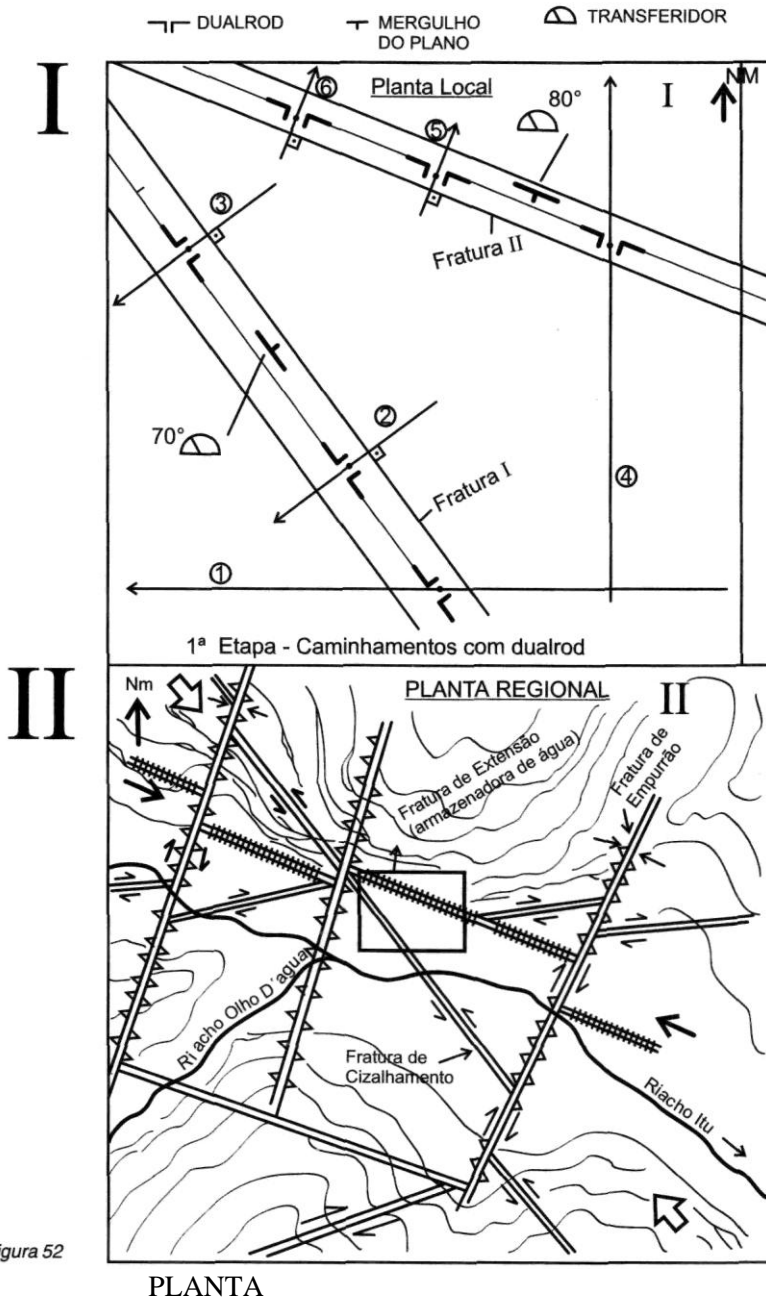 DUALROD
MERGULHO
DO PLANO
TRANSFERIDOR
I
Planta Local
I
NM
⑥
80°
⑤
③
Fratura II
②
70°
④
Fratura I
①
1ª Etapa - Caminhamentos com dualrod
II
Nm
PLANTA REGIONAL
II
Fratura de Extensão
(armazenadora de água)
Fratura de
Empurrão
Ri acho Olho D´agua
Fratura de
Cizalhamento
Riacho Itu
igura 52
PLANTA